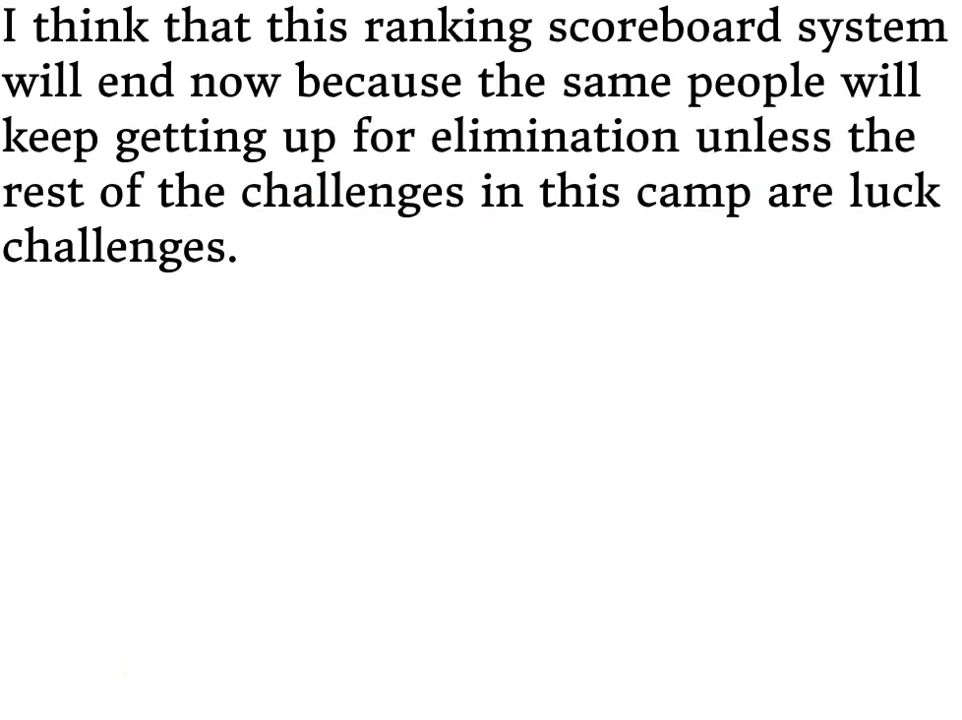 I think that this ranking scoreboard system
will end now because the same people will
keep getting up for elimination unless the
rest of the challenges in this camp are luck
challenges.